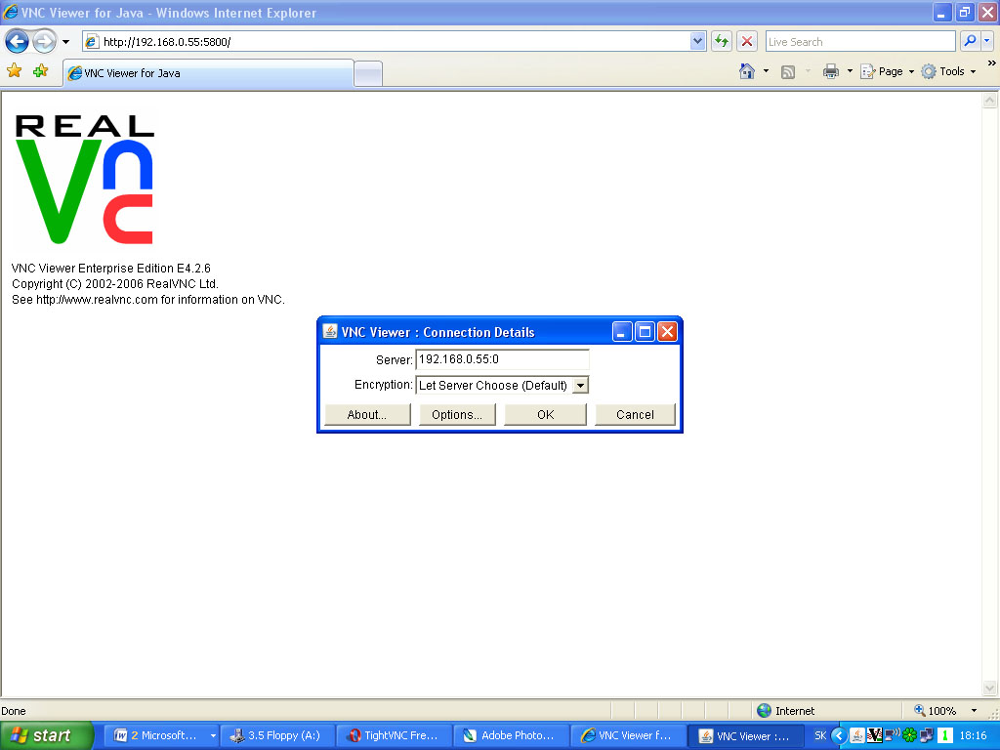 VNC Viewer for Java - Windows Internet Explorer
http://192.168.0.55:5800/
Live Search
VNC Viewer for Java
Page
Tools
REAL
Vnc
VNC Viewer Enterprise Edition E4.2.6
Copyright (C) 2002-2006 RealVNC Ltd.
See http://www.realvnc.com for information on VNC.
VNC Viewer : Connection Details
Server: 192.168.0.55:0
Encryption: Let Server Choose (Default)
About... Options... OK Cancel
Done Internet 100%
start 2 Microsoft... 3.5 Floppy (A:) TightVNC Fre... Adobe Photo... VNC Viewer f... VNC Viewer :... SK 1 18:16